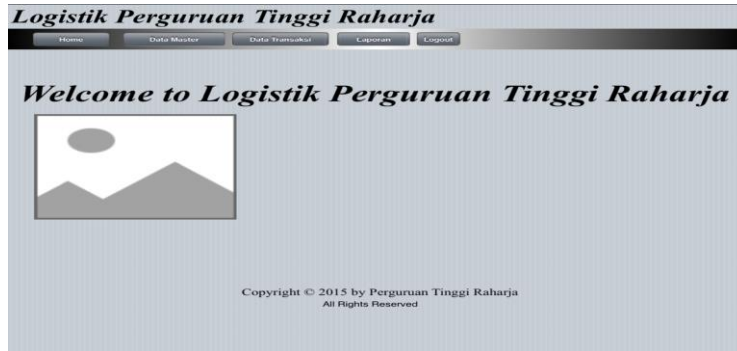 Logistik Perguruan Tinggi Raharja
Home Data Master Data Transaksi Laporan Logout
Welcome to Logistik Perguruan Tinggi Raharja
Copyright © 2015 by Perguruan Tinggi Raharja
All Rights Reserved